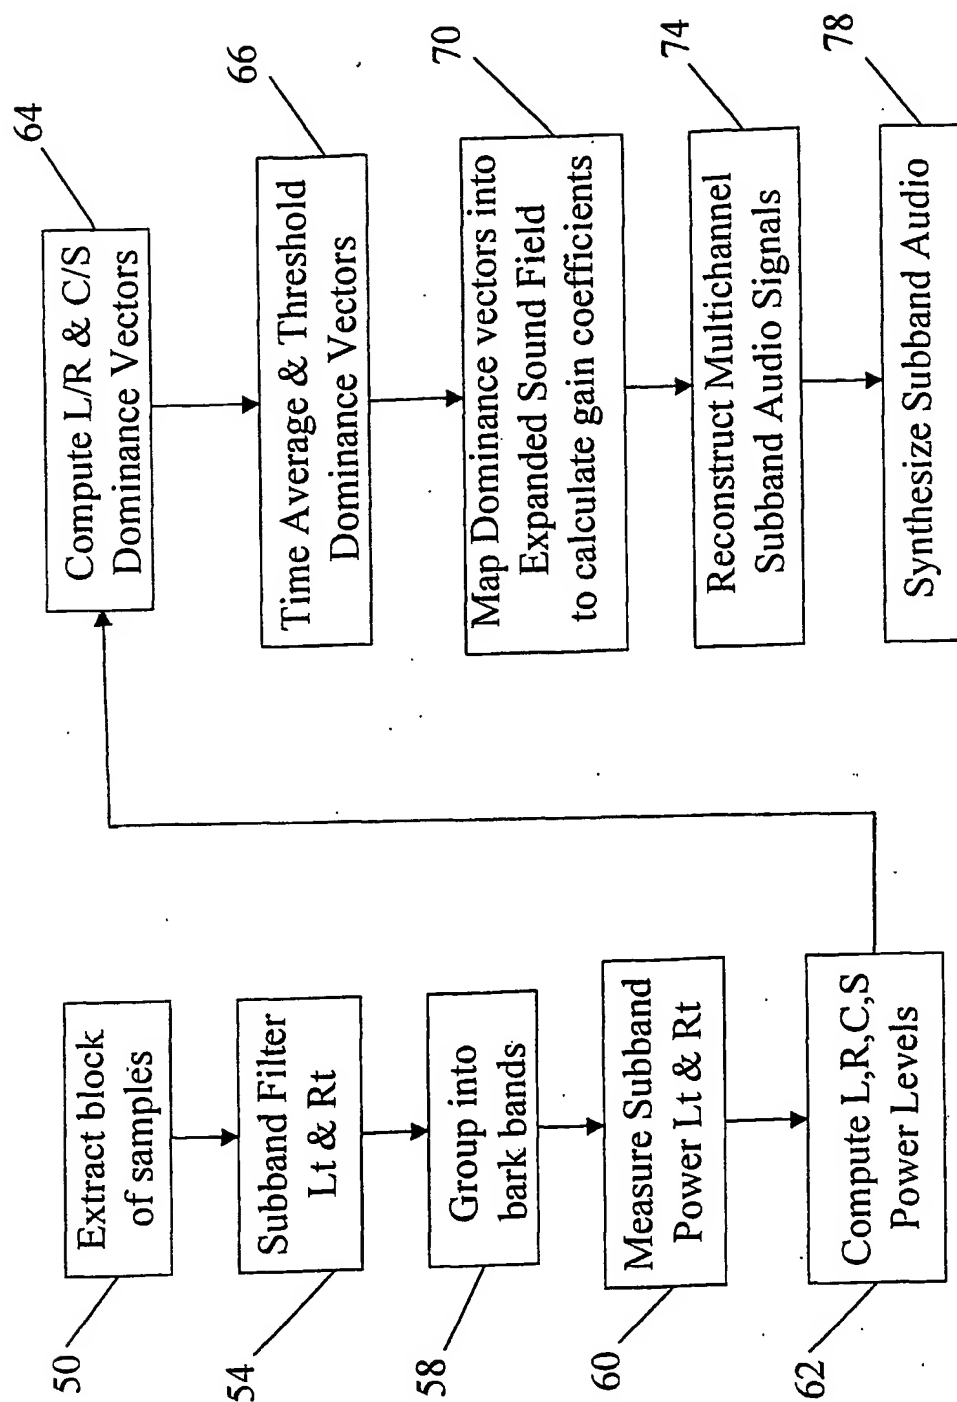 50
Extract block
of samples
54
Subband Filter
Lt & Rt
58
Group into
bark bands
60
Measure Subband
Power Lt & Rt
62
Compute L,R,C,S
Power Levels
64
Compute L/R & C/S
Dominance Vectors
66
Time Average & Threshold
Dominance Vectors
70
Map Dominance vectors into
Expanded Sound Field
to calculate gain coefficients
74
Reconstruct Multichannel
Subband Audio Signals
78
Synthesize Subband Audio